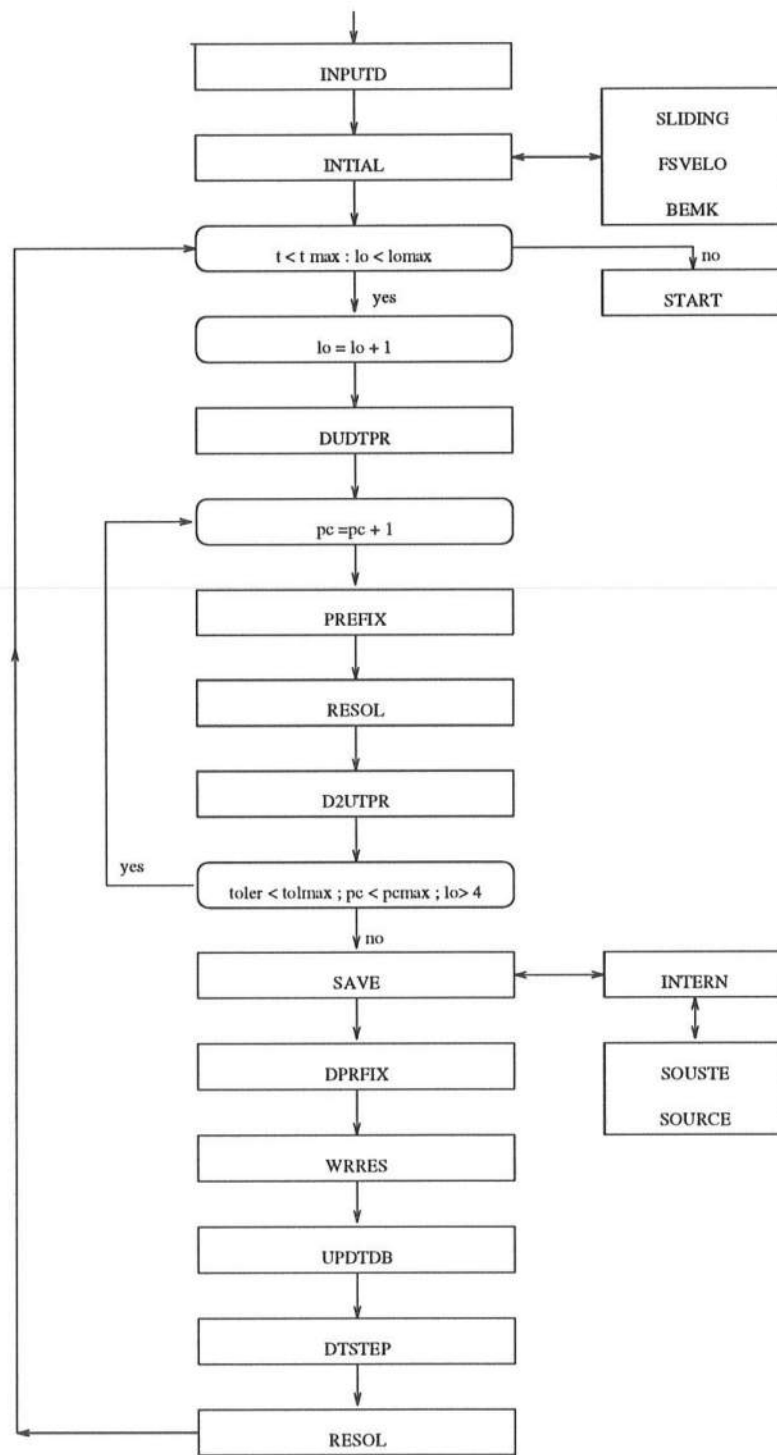 INPUTD
SLIDING
INTIAL
FSVELO
BEMK
t < t max : lo < lomax
no
START
yes
lo = lo + 1
DUDTPR
pc =pc + 1
PREFIX
RESOL
D2UTPR
yes
toler < tolmax ; pc < pcmax ; lo> 4
no
SAVE
INTERN
DPRFIX
SOUSTE
SOURCE
WRRES
UPDTDB
DTSTEP
RESOL